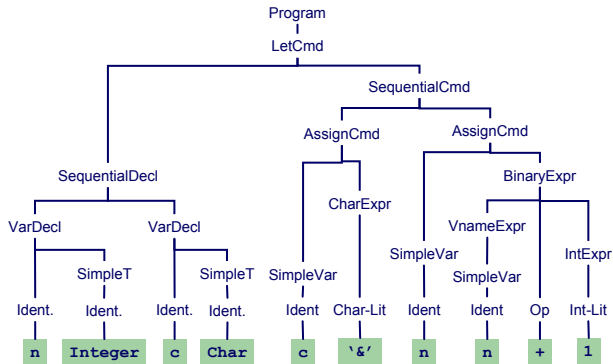 Program
LetCmd
SequentialCmd
AssignCmd AssignCmd
SequentialDecl BinaryExpr
CharExpr
VarDecl VarDecl VnameExpr
SimpleVar IntExpr
SimpleT SimpleT SimpleVar SimpleVar
Ident. Ident. Ident. Ident. Ident Char-Lit Ident Ident Op Int-Lit
n Integer c Char c ‘&’ n n + 1